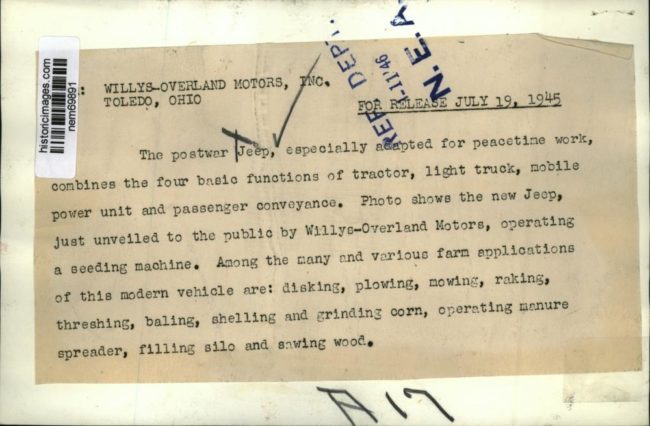 historicimages.com
nem69891
: WILLYS-OVERLAND MOTORS, INC.
TOLEDO, OHIO
REF. DEPT.
-11'46
N. E. A.
FOR RELEASE JULY 19, 1945
The postwar Jeep, especially adapted for peacetime work,
combines the four basic functions of tractor, light truck, mobile
power unit and passenger conveyance. Photo shows the new Jeep,
just unveiled to the public by Willys-Overland Motors, operating
a seeding machine. Among the many and various farm applications
of this modern vehicle are: disking, plowing, mowing, raking,
threshing, baling, shelling and grinding corn, operating manure
spreader, filling silo and sawing wood.
A 17